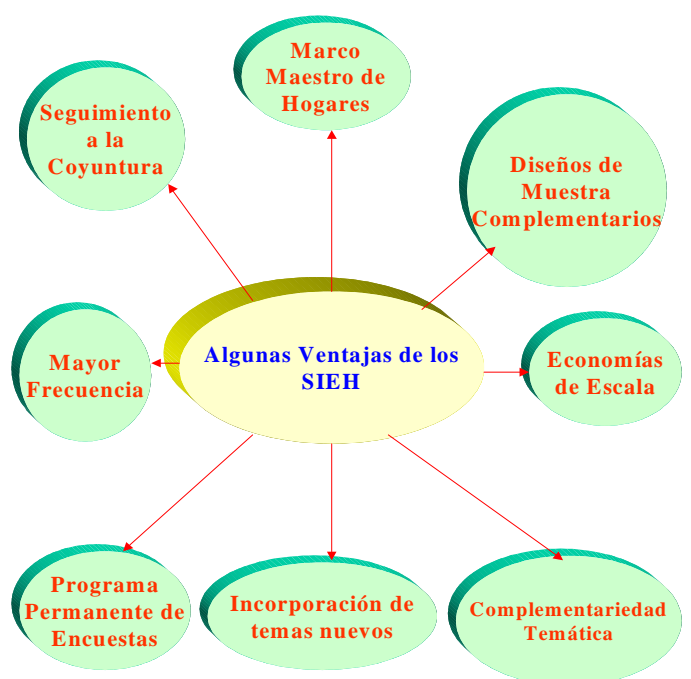 Marco
Maestro de
Hogares
Seguimiento
a la
Coyuntura
Diseños de
Muestra
Complementarios
Algunas Ventajas de los
SIEH
Mayor
Frecuencia
Economías
de Escala
Programa
Permanente de
Encuestas
Incorporación de
temas nuevos
Complementariedad
Temática